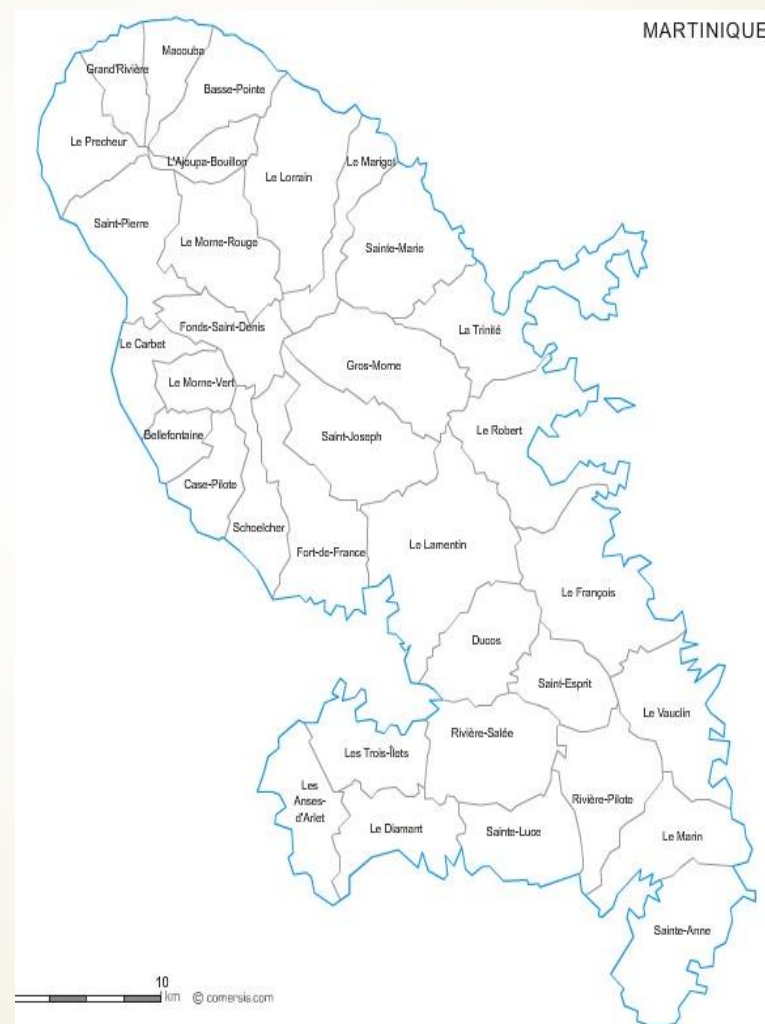 MARTINIQUE
Macouba
Grand'Rivière
Basse-Pointe
Le Precheur
L'Ajoupa-Bouillon
Le Marigot
Le Lorrain
Saint-Pierre
Le Morne-Rouge
Sainte-Marie
Fonds-Saint-Denis
La Trinité
Le Carbet
Gros-Morne
Le Morne-Vert
Le Robert
Bellefontaine
Saint-Joseph
Case-Pilote
Schoelcher
Fort-de-France
Le Lamentin
Le François
Ducos
Saint-Esprit
Le Vauclin
Rivière-Salée
Les Trois-Îlets
Les
Anses-
d'Arlet
Rivière-Pilote
Le Diamant
Sainte-Luce
Le Marin
Sainte-Anne
10
km © comersis.com